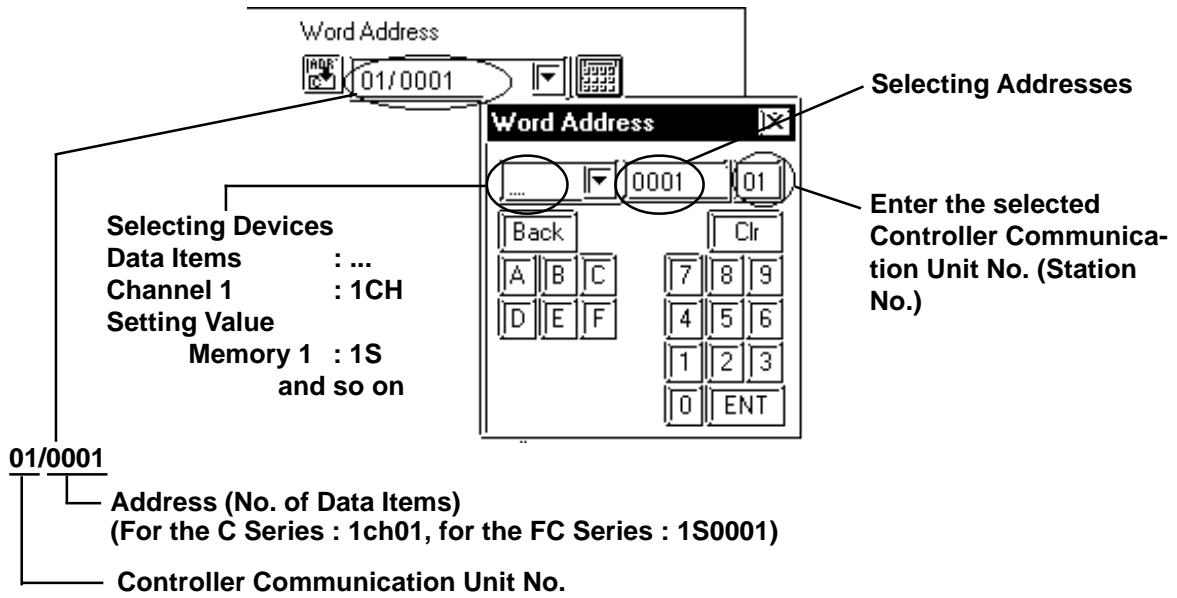 Word Address
ADR
C
01/0001
Selecting Addresses
Word Address
....
0001
01
Enter the selected
Controller Communica-
tion Unit No. (Station
No.)
Selecting Devices
Data Items : ...
Channel 1 : 1CH
Setting Value
Memory 1 : 1S
and so on
Back
Clr
A B C 7 8 9
D E F 4 5 6
1 2 3
0 ENT
01/0001
Address (No. of Data Items)
(For the C Series : 1ch01, for the FC Series : 1S0001)
Controller Communication Unit No.